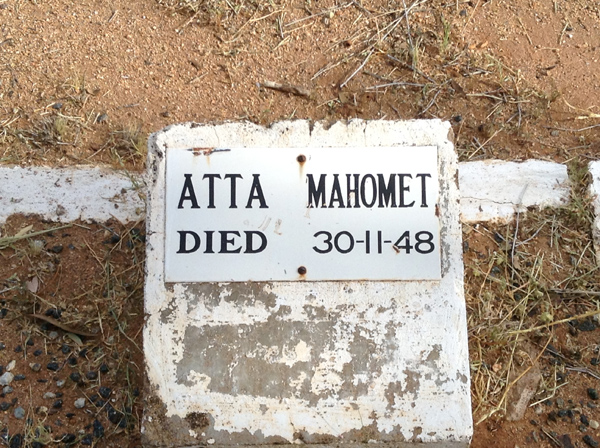 ATTA MAHOMET
DIED 30-11-48